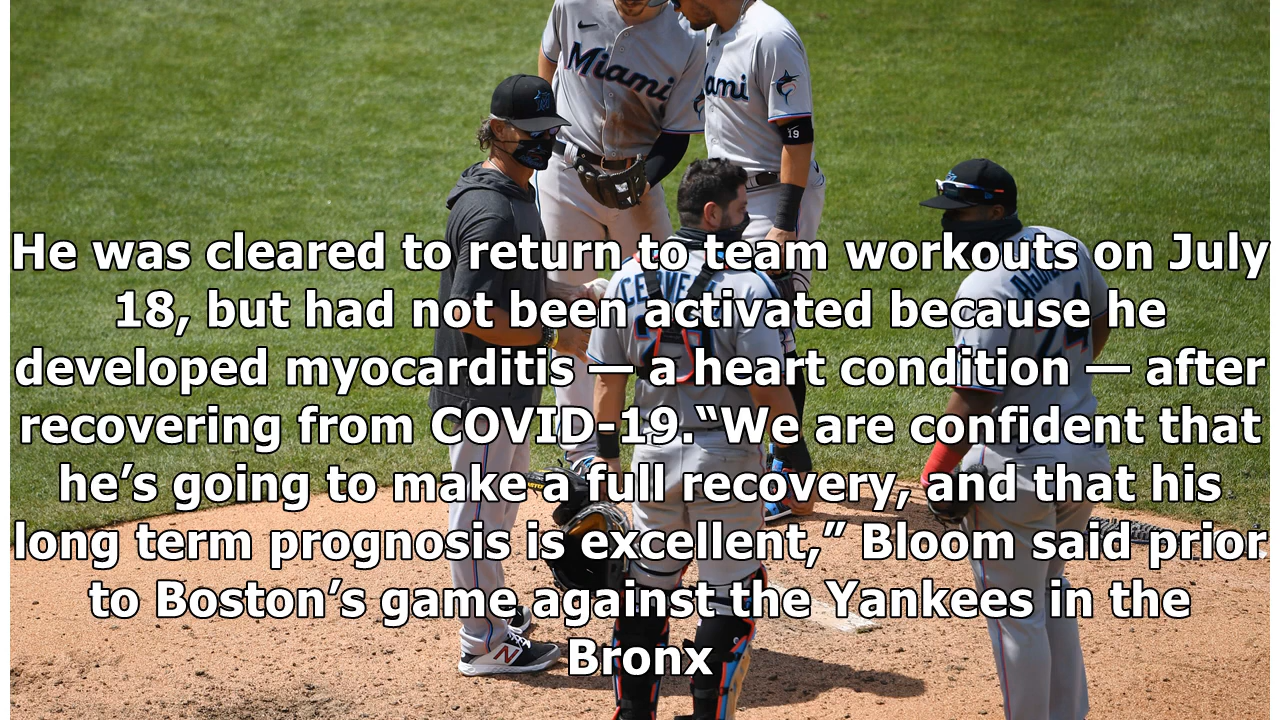 Miami
ami
19
He was cleared to return to team workouts on July
18, but had not been activated because he
developed myocarditis — a heart condition — after
recovering from COVID-19.“We are confident that
he’s going to make a full recovery, and that his
long term prognosis is excellent,” Bloom said prior
to Boston’s game against the Yankees in the
Bronx
N